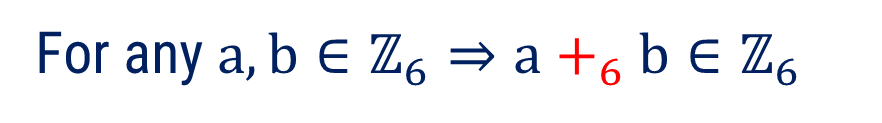 For any a, b ∈ ℤ₆ ⇒ a +₆ b ∈ ℤ₆